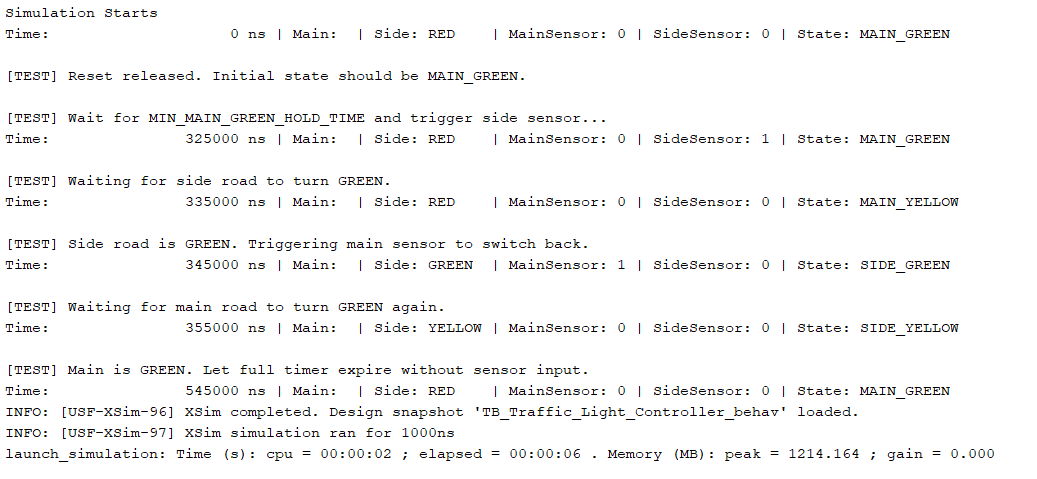 Simulation Starts
Time:                    0 ns | Main:  | Side: RED    | MainSensor: 0 | SideSensor: 0 | State: MAIN_GREEN
[TEST] Reset released. Initial state should be MAIN_GREEN.
[TEST] Wait for MIN_MAIN_GREEN_HOLD_TIME and trigger side sensor...
Time:               325000 ns | Main:  | Side: RED    | MainSensor: 0 | SideSensor: 1 | State: MAIN_GREEN
[TEST] Waiting for side road to turn GREEN.
Time:               335000 ns | Main:  | Side: RED    | MainSensor: 0 | SideSensor: 0 | State: MAIN_YELLOW
[TEST] Side road is GREEN. Triggering main sensor to switch back.
Time:               345000 ns | Main:  | Side: GREEN  | MainSensor: 1 | SideSensor: 0 | State: SIDE_GREEN
[TEST] Waiting for main road to turn GREEN again.
Time:               355000 ns | Main:  | Side: YELLOW | MainSensor: 0 | SideSensor: 0 | State: SIDE_YELLOW
[TEST] Main is GREEN. Let full timer expire without sensor input.
Time:               545000 ns | Main:  | Side: RED    | MainSensor: 0 | SideSensor: 0 | State: MAIN_GREEN
INFO: [USF-XSim-96] XSim completed. Design snapshot 'TB_Traffic_Light_Controller_behav' loaded.
INFO: [USF-XSim-97] XSim simulation ran for 1000ns
launch_simulation: Time (s): cpu = 00:00:02 ; elapsed = 00:00:06 . Memory (MB): peak = 1214.164 ; gain = 0.000